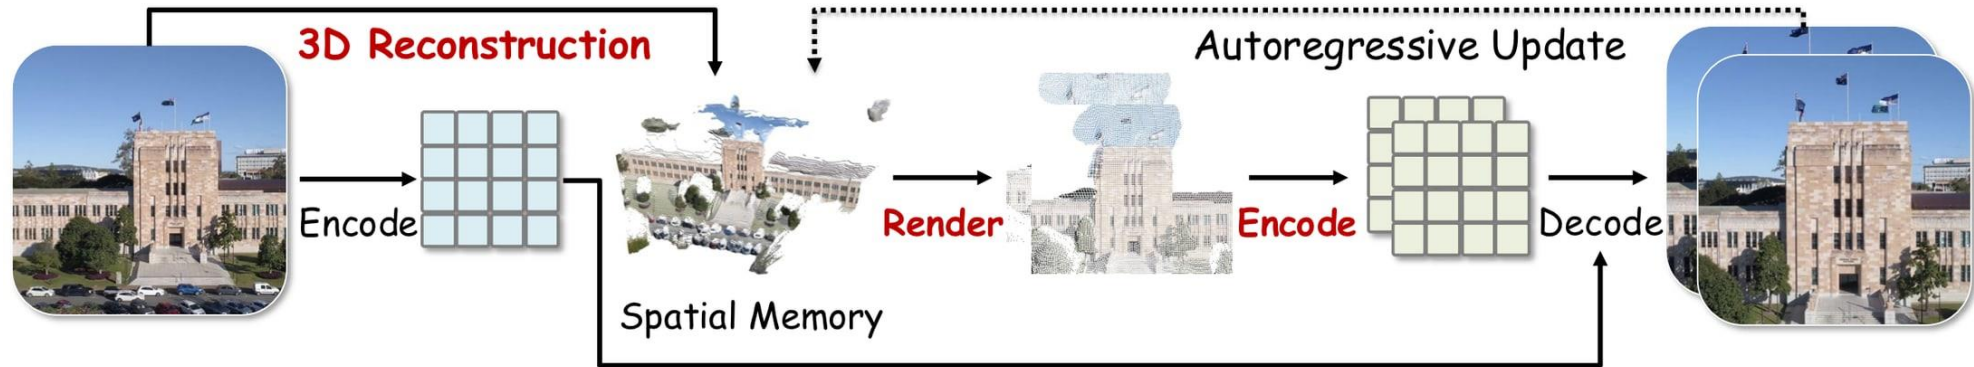 3D Reconstruction
Autoregressive Update
Encode
Render
Encode
Decode
Spatial Memory